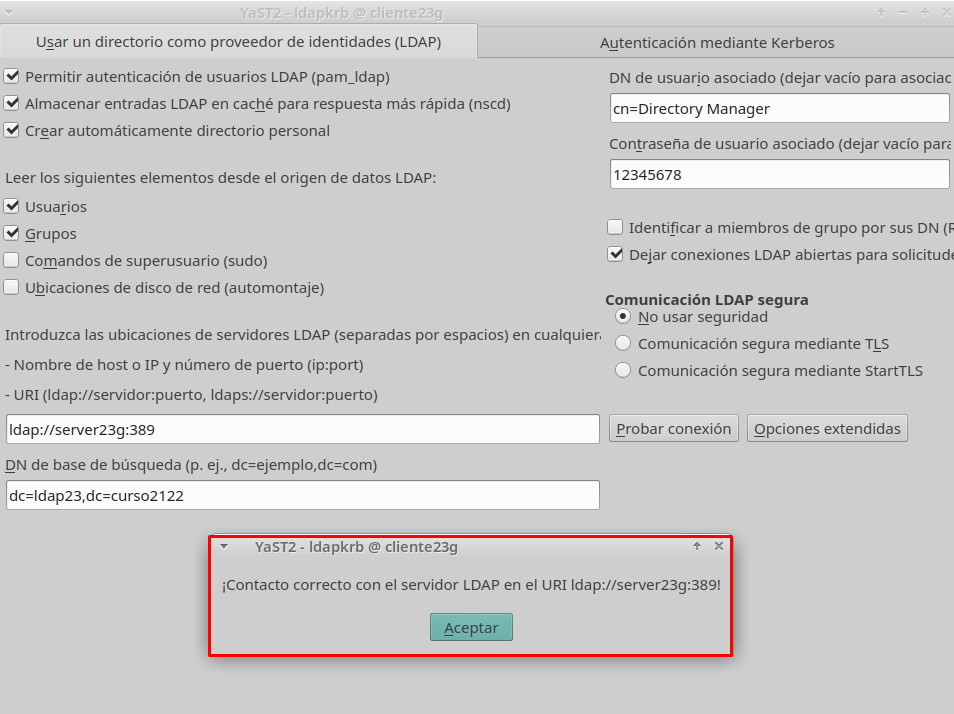 YaST2 - ldapkrb @ cliente23g
Usar un directorio como proveedor de identidades (LDAP)
Autenticación mediante Kerberos
Permitir autenticación de usuarios LDAP (pam_ldap)
Almacenar entradas LDAP en caché para respuesta más rápida (nscd)
Crear automáticamente directorio personal
Leer los siguientes elementos desde el origen de datos LDAP:
Usuarios
Grupos
Comandos de superusuario (sudo)
Ubicaciones de disco de red (automontaje)
Introduzca las ubicaciones de servidores LDAP (separadas por espacios) en cualquiera
- Nombre de host o IP y número de puerto (ip:port)
- URI (ldap://servidor:puerto, ldaps://servidor:puerto)
ldap://server23g:389
DN de base de búsqueda (p. ej., dc=ejemplo,dc=com)
dc=ldap23,dc=curso2122
DN de usuario asociado (dejar vacío para asociac
cn=Directory Manager
Contraseña de usuario asociado (dejar vacío para
12345678
Identificar a miembros de grupo por sus DN (R
Dejar conexiones LDAP abiertas para solicitude
Comunicación LDAP segura
No usar seguridad
Comunicación segura mediante TLS
Comunicación segura mediante StartTLS
Probar conexión
Opciones extendidas
YaST2 - ldapkrb @ cliente23g
¡Contacto correcto con el servidor LDAP en el URI ldap://server23g:389!
Aceptar